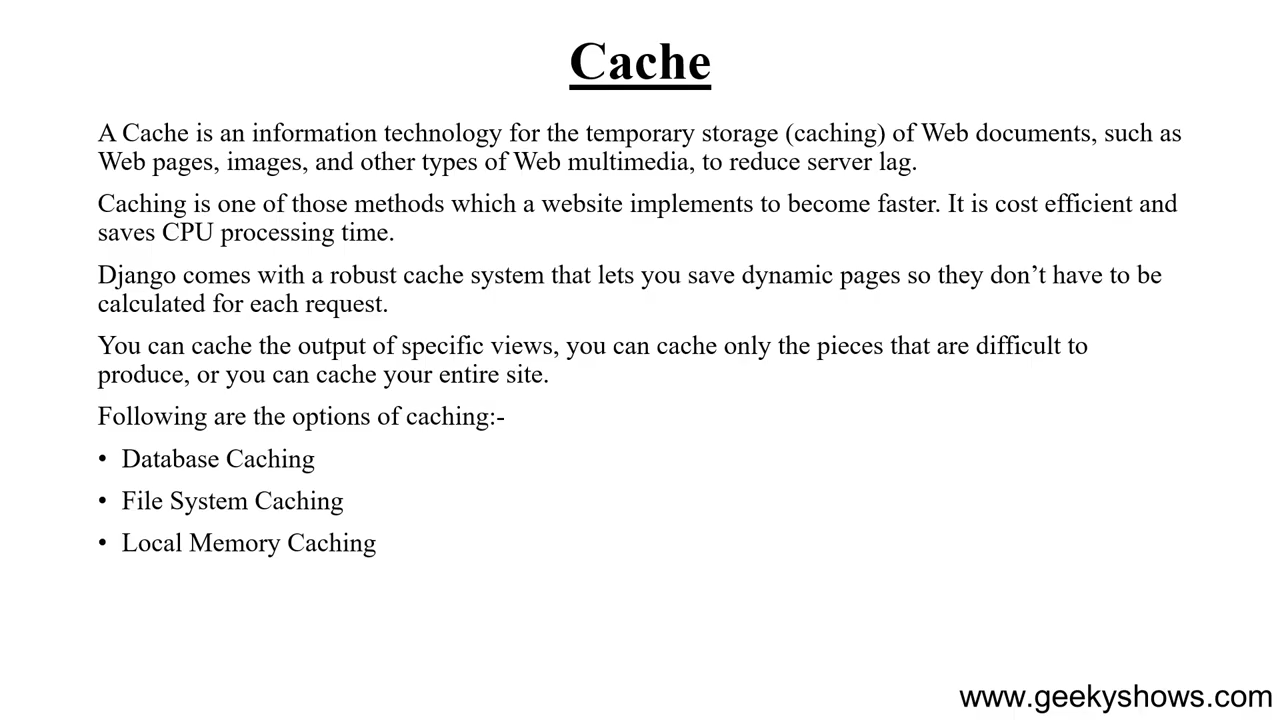 Cache
A Cache is an information technology for the temporary storage (caching) of Web documents, such as
Web pages, images, and other types of Web multimedia, to reduce server lag.
Caching is one of those methods which a website implements to become faster. It is cost efficient and
saves CPU processing time.
Django comes with a robust cache system that lets you save dynamic pages so they don’t have to be
calculated for each request.
You can cache the output of specific views, you can cache only the pieces that are difficult to
produce, or you can cache your entire site.
Following are the options of caching:-
• Database Caching
• File System Caching
• Local Memory Caching
www.geekyshows.com